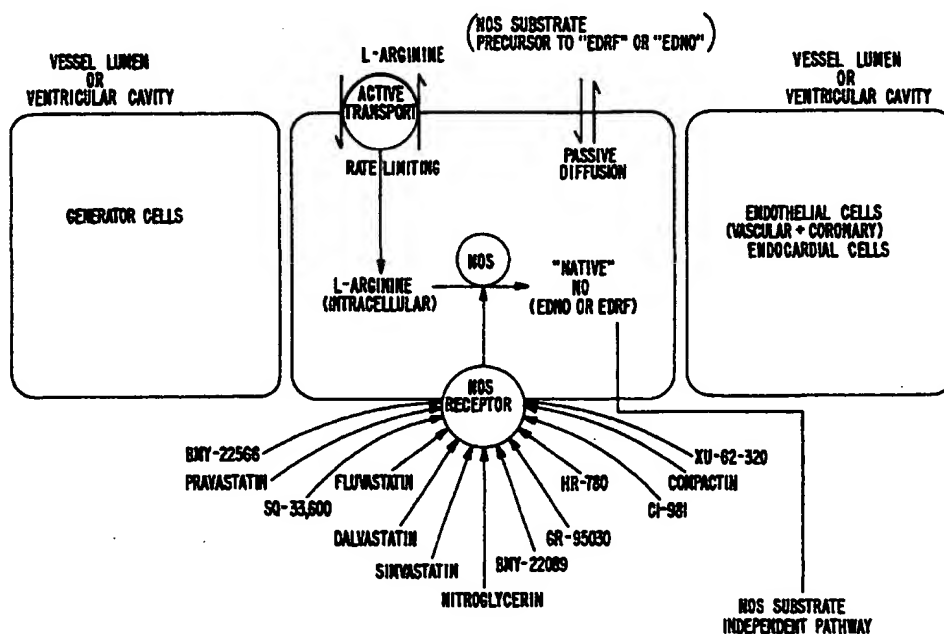 (NOS SUBSTRATE
PRECURSOR TO "EDRF" OR "EDNO")
L-ARGININE
VESSEL LUMEN
OR
VENTRICULAR CAVITY
VESSEL LUMEN
OR
VENTRICULAR CAVITY
ACTIVE
TRANSPORT
RATE LIMITING
PASSIVE
DIFFUSION
GENERATOR CELLS
ENDOTHELIAL CELLS
(VASCULAR + CORONARY)
ENDOCARDIAL CELLS
NOS
L-ARGININE
(INTRACELLULAR)
"NATIVE"
NO
(EDNO OR EDRF)
NOS
RECEPTOR
BMY-22566
PRAVASTATIN
SQ-33,600
FLUVASTATIN
DALVASTATIN
SIMVASTATIN
NITROGLYCERIN
BMY-22089
GR-95030
HR-780
CI-981
COMPACTIN
XU-62-320
NOS SUBSTRATE
INDEPENDENT PATHWAY